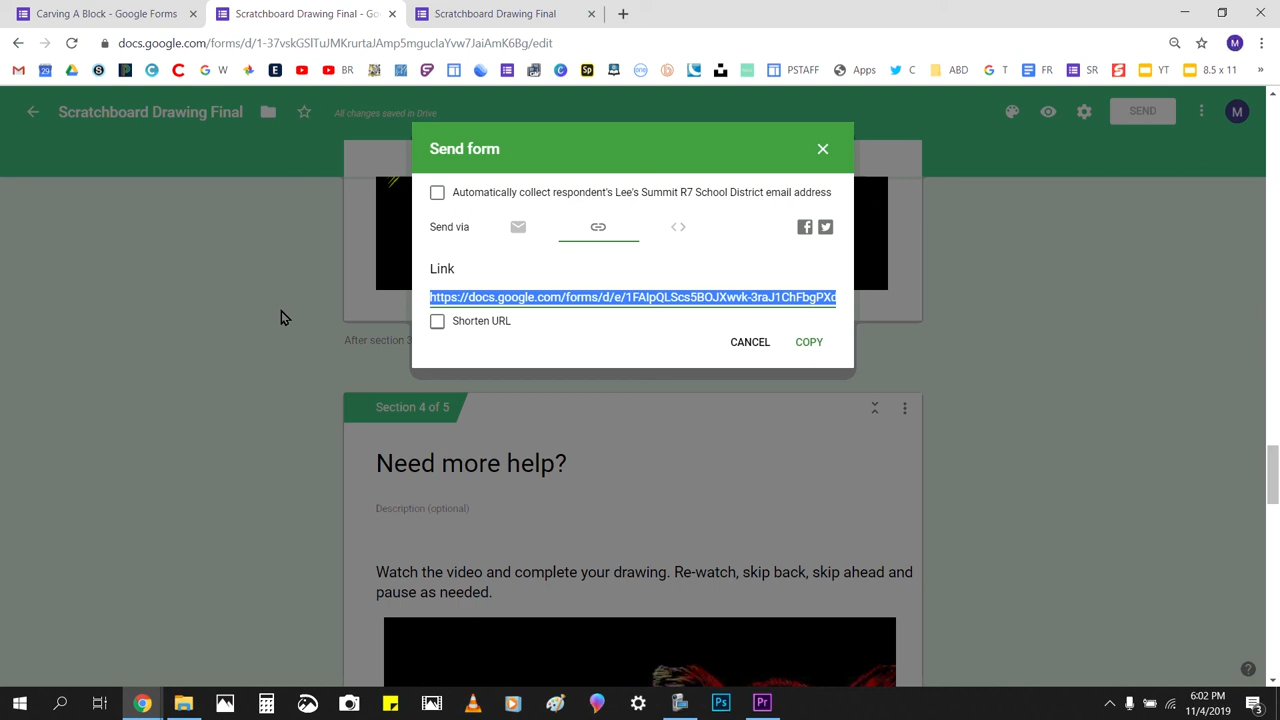 Carving A Block - Google Forms
Scratchboard Drawing Final - Go
Scratchboard Drawing Final
docs.google.com/forms/d/1-37vskGSlTuJMKrurtaJAmp5mguclaYvw7JaiAmK6Bg/edit
M
W
BR
PSTAFF
Apps
C
ABD
T
FR
SR
YT
8.5 x 11
Scratchboard Drawing Final
All changes saved in Drive
SEND
M
Send form
Automatically collect respondent's Lee's Summit R7 School District email address
Send via
Link
https://docs.google.com/forms/d/e/1FAIpQLScs5BOJXwvk-3raJ1ChFbgPXc
Shorten URL
CANCEL
COPY
After section 3
Section 4 of 5
Need more help?
Description (optional)
Watch the video and complete your drawing. Re-watch, skip back, skip ahead and
pause as needed.
6:02 PM
11/4/2019